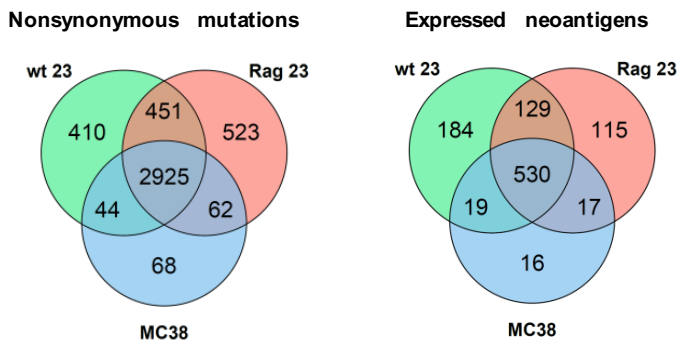 Nonsynonymous mutations
wt 23
Rag 23
451
410
523
2925
44
62
68
MC38
Expressed neoantigens
wt 23
Rag 23
129
184
115
530
19
17
16
MC38